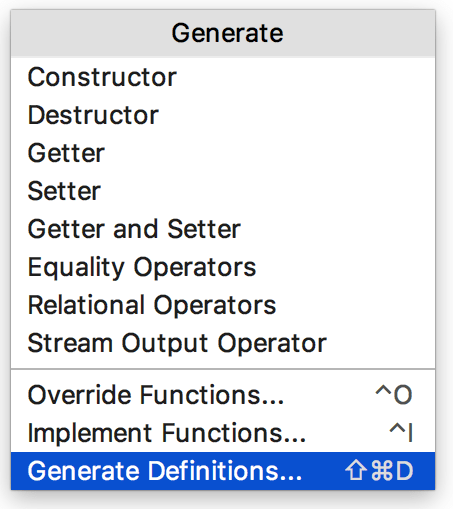 Generate
Constructor
Destructor
Getter
Setter
Getter and Setter
Equality Operators
Relational Operators
Stream Output Operator
Override Functions... ^O
Implement Functions... ^I
Generate Definitions... ⇧⌘D